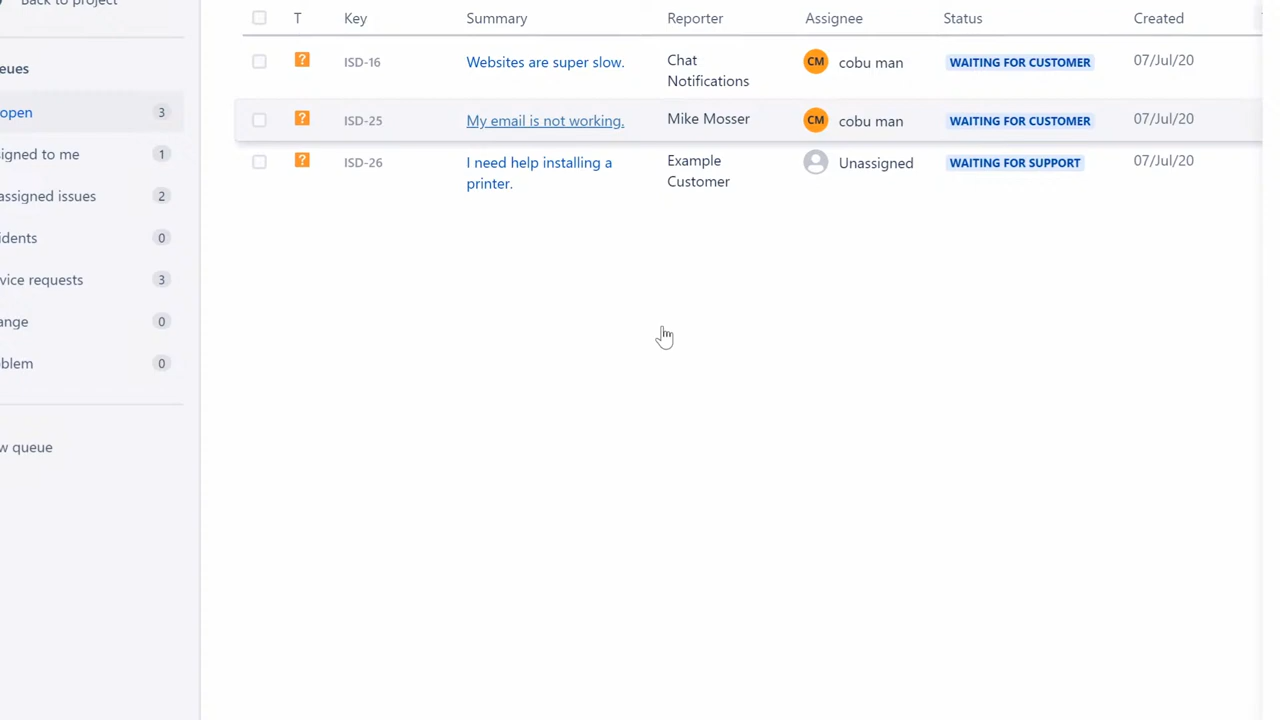 Back to project
T Key Summary Reporter Assignee Status Created
ISD-16 Websites are super slow. Chat Notifications CM cobu man WAITING FOR CUSTOMER 07/Jul/20
ISD-25 My email is not working. Mike Mosser CM cobu man WAITING FOR CUSTOMER 07/Jul/20
ISD-26 I need help installing a printer. Example Customer Unassigned WAITING FOR SUPPORT 07/Jul/20
eues
open 3
igned to me 1
assigned issues 2
idents 0
vice requests 3
ange 0
blem 0
w queue